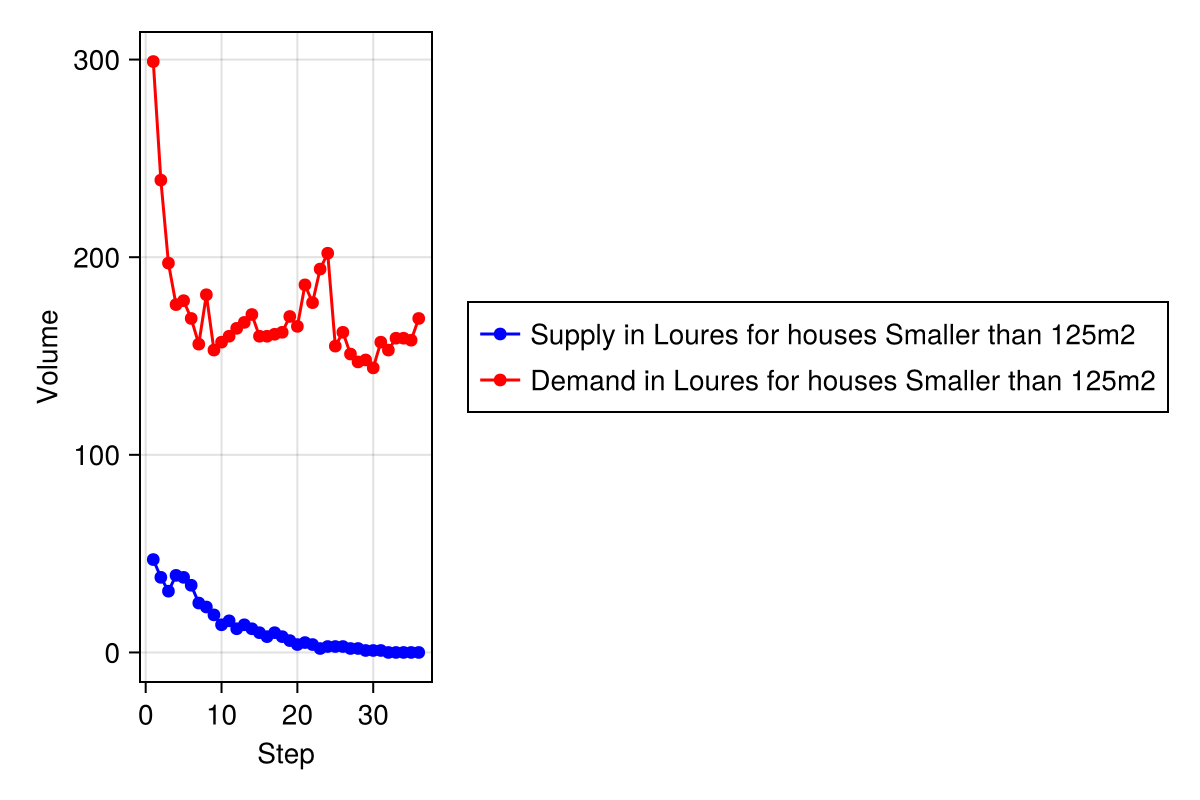 300
200
100
0
Volume
0 10 20 30
Step
Supply in Loures for houses Smaller than 125m2
Demand in Loures for houses Smaller than 125m2